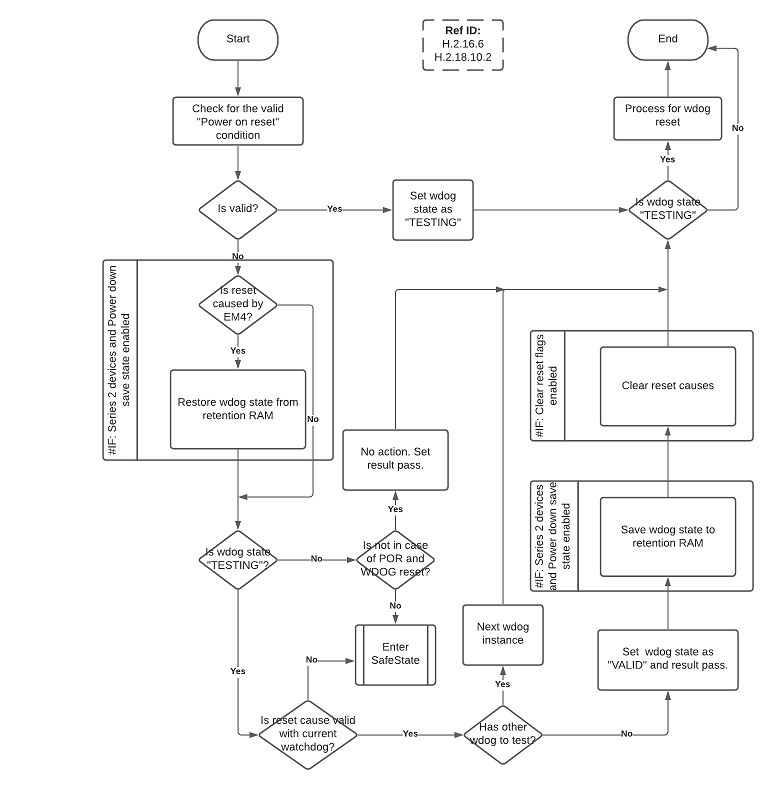 Start
Ref ID:
H.2.16.6
H.2.18.10.2
End
Check for the valid
"Power on reset"
condition
Process for wdog
reset
No
Yes
Is valid?
Yes
Set wdog
state as
"TESTING"
Is wdog state
"TESTING"
No
#IF: Series 2 devices and Power down
save state enabled
Is reset
caused by
EM4?
Yes
Restore wdog state from
retention RAM
No
#IF: Clear reset flags
enabled
Clear reset causes
No action. Set
result pass.
Yes
#IF: Series 2 devices
and Power down save
state enabled
Save wdog state to
retention RAM
Is wdog state
"TESTING"?
No
Is not in case
of POR and
WDOG reset?
No
Enter
SafeState
Next wdog
instance
Set  wdog state as
"VALID" and result pass.
Yes
No
Yes
Is reset cause valid
with current
watchdog?
Yes
Has other
wdog to test?
No